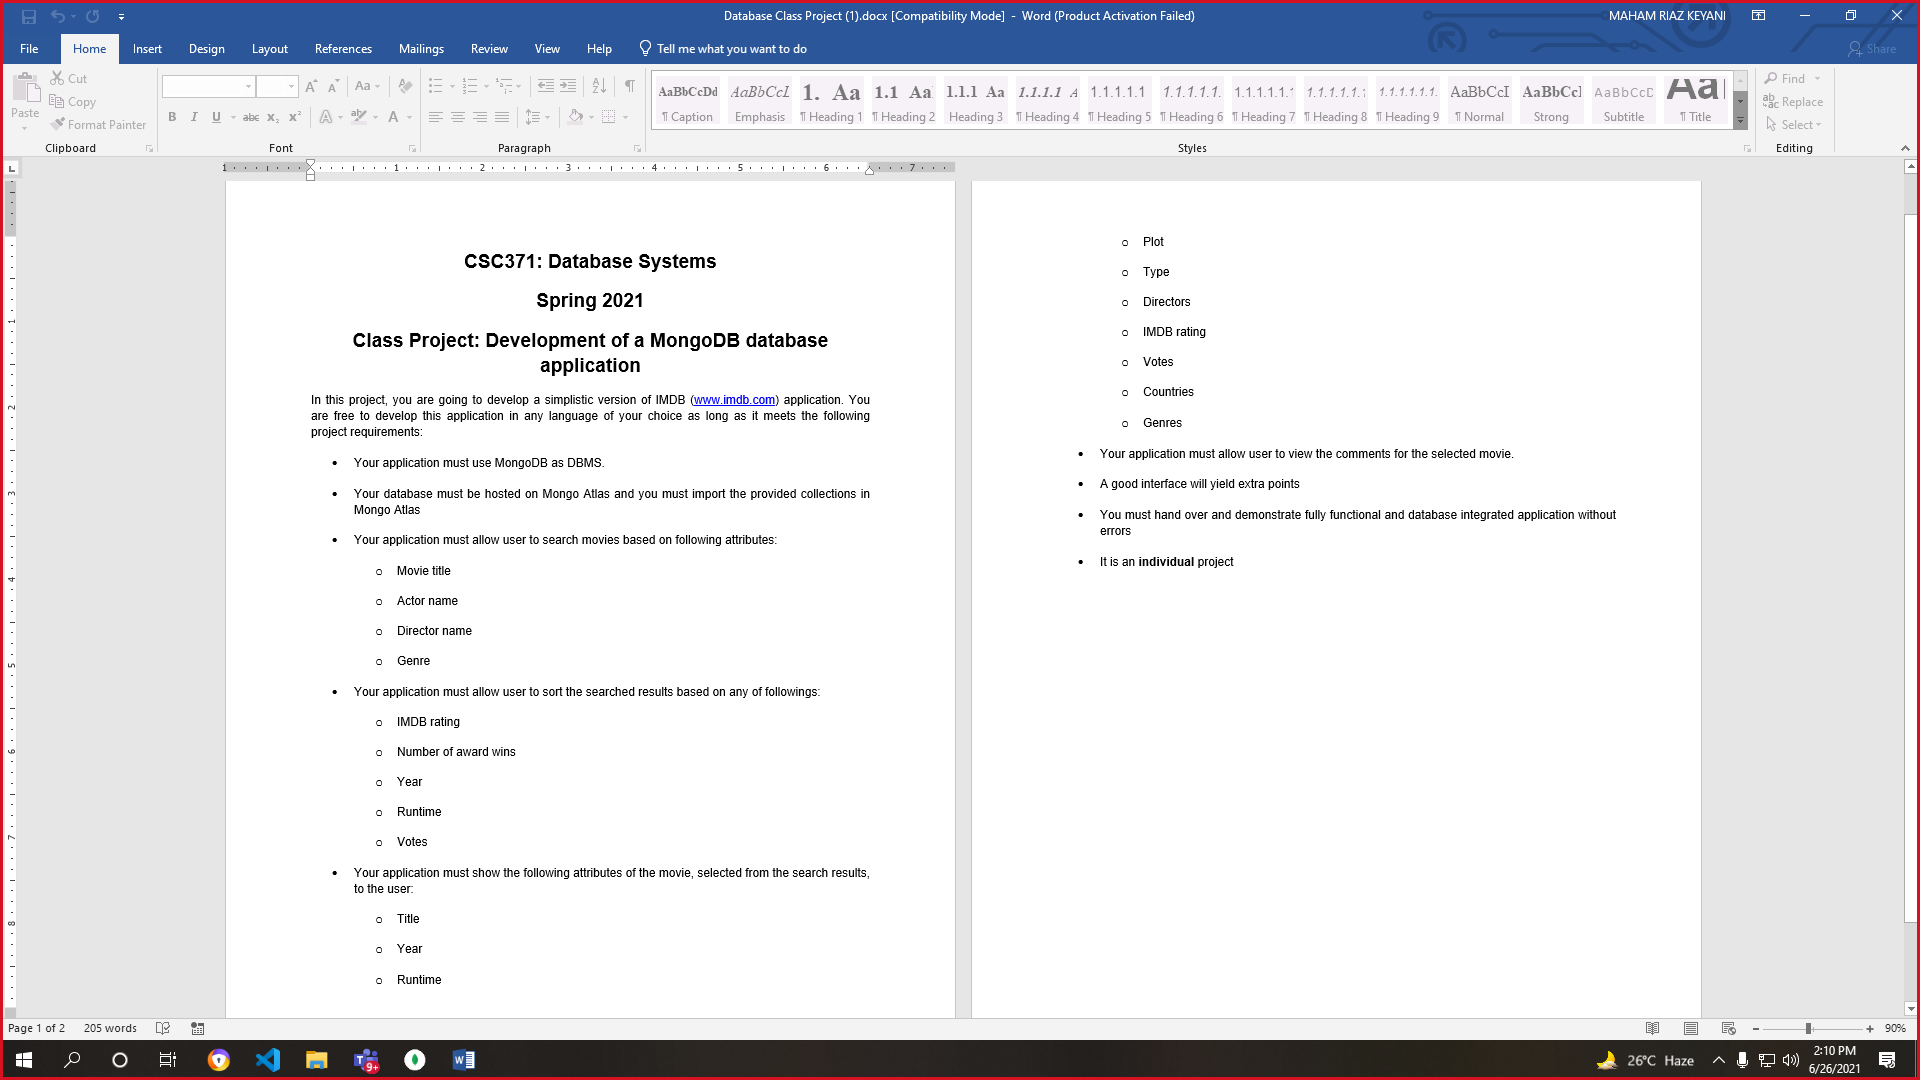 Database Class Project (1).docx [Compatibility Mode] - Word (Product Activation Failed)
MAHAM RIAZ KEYANI
File Home Insert Design Layout References Mailings Review View Help Tell me what you want to do Share
Paste
Cut
Copy
Format Painter
Clipboard
Font
Paragraph
AaBbCcDd AaBbCcL 1. Aa 1.1 Aa 1.1.1 Aa 1.1.1.1 A 1.1.1.1.1 1.1.1.1.1. 1.1.1.1.1.1 1.1.1.1.1.1. 1.1.1.1.1.1. AaBbCcI AaBbCcI AaBbCcD Aa
¶ Caption Emphasis ¶ Heading 1 ¶ Heading 2 Heading 3 ¶ Heading 4 ¶ Heading 5 ¶ Heading 6 ¶ Heading 7 ¶ Heading 8 ¶ Heading 9 ¶ Normal Strong Subtitle ¶ Title
Styles
Find
Replace
Select
Editing
1 1 2 3 4 5 6 7
CSC371: Database Systems
Spring 2021
Class Project: Development of a MongoDB database
application
In this project, you are going to develop a simplistic version of IMDB (www.imdb.com) application. You
are free to develop this application in any language of your choice as long as it meets the following
project requirements:
• Your application must use MongoDB as DBMS.
• Your database must be hosted on Mongo Atlas and you must import the provided collections in
Mongo Atlas
• Your application must allow user to search movies based on following attributes:
o Movie title
o Actor name
o Director name
o Genre
• Your application must allow user to sort the searched results based on any of followings:
o IMDB rating
o Number of award wins
o Year
o Runtime
o Votes
• Your application must show the following attributes of the movie, selected from the search results,
to the user:
o Title
o Year
o Runtime
o Plot
o Type
o Directors
o IMDB rating
o Votes
o Countries
o Genres
• Your application must allow user to view the comments for the selected movie.
• A good interface will yield extra points
• You must hand over and demonstrate fully functional and database integrated application without
errors
• It is an individual project
Page 1 of 2 205 words
90%
9+
26°C Haze
2:10 PM
6/26/2021